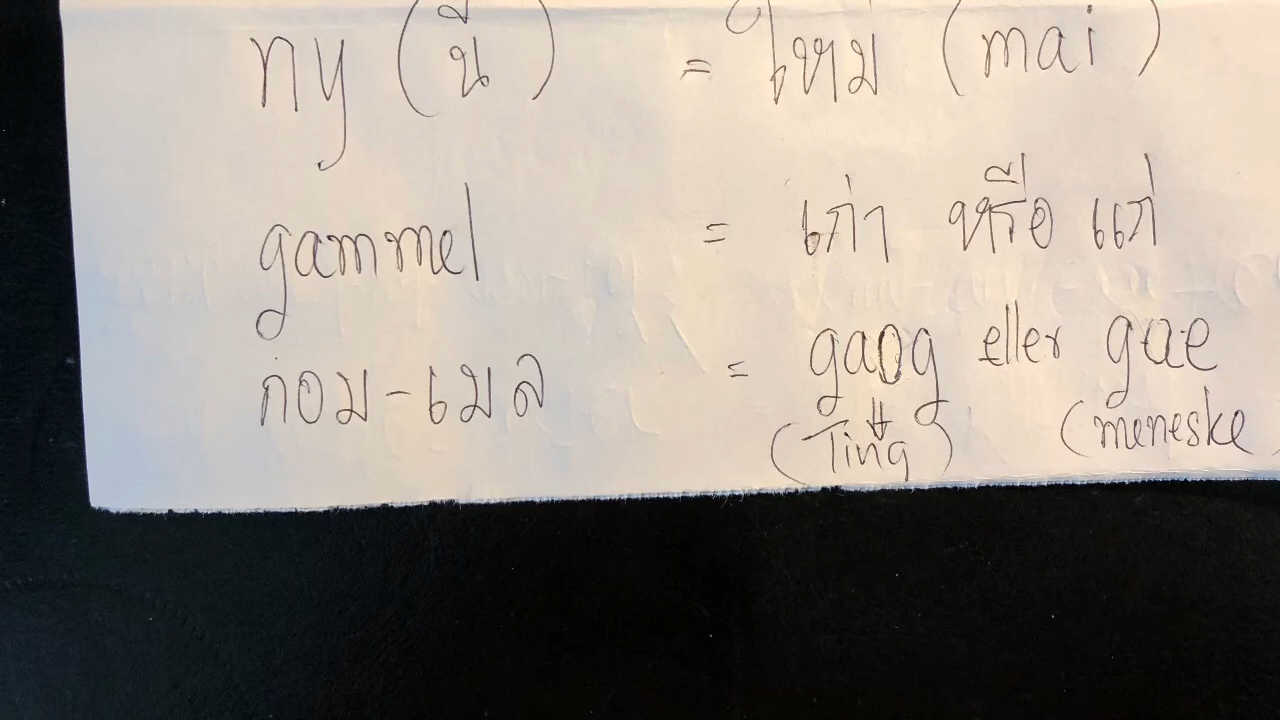 ny (นี) = ใหม่ (mai)
gammel = เก่า หรือ แก่
ก่อม-เมล = gaog eller gae
(Ting) (meneske